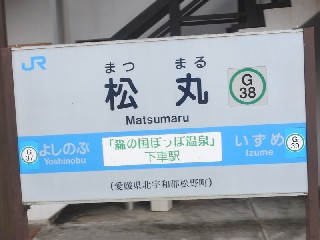 JR
まつ まる
松丸
G
38
Matsumaru
よしのぶ
Yoshinobu
「森の国ぽっぽ温泉」
下車駅
いずめ
Izume
(愛媛県北宇和郡松野町)